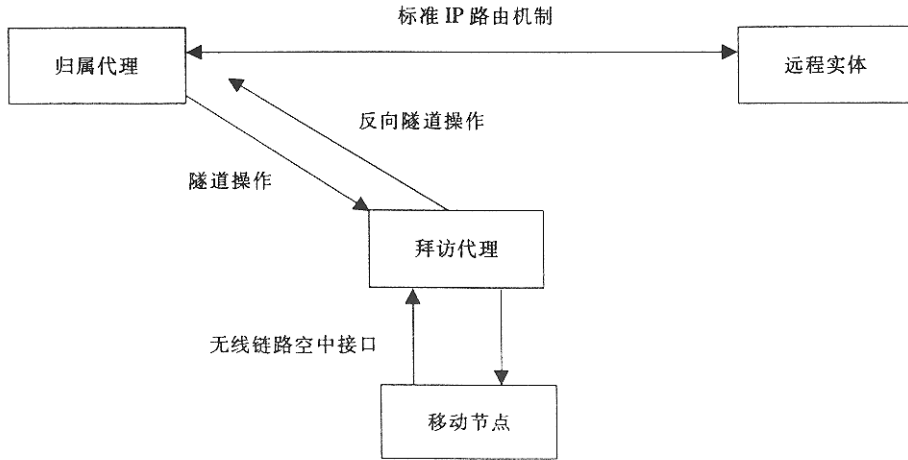 标准 IP 路由机制
归属代理
远程实体
反向隧道操作
隧道操作
拜访代理
无线链路空中接口
移动节点